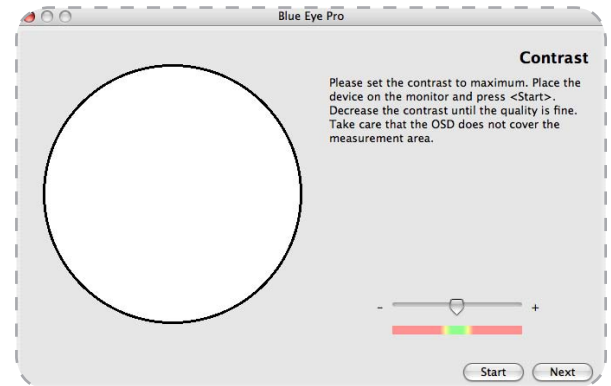 Blue Eye Pro
Contrast
Please set the contrast to maximum. Place the
device on the monitor and press <Start>.
Decrease the contrast until the quality is fine.
Take care that the OSD does not cover the
measurement area.
- +
Start Next